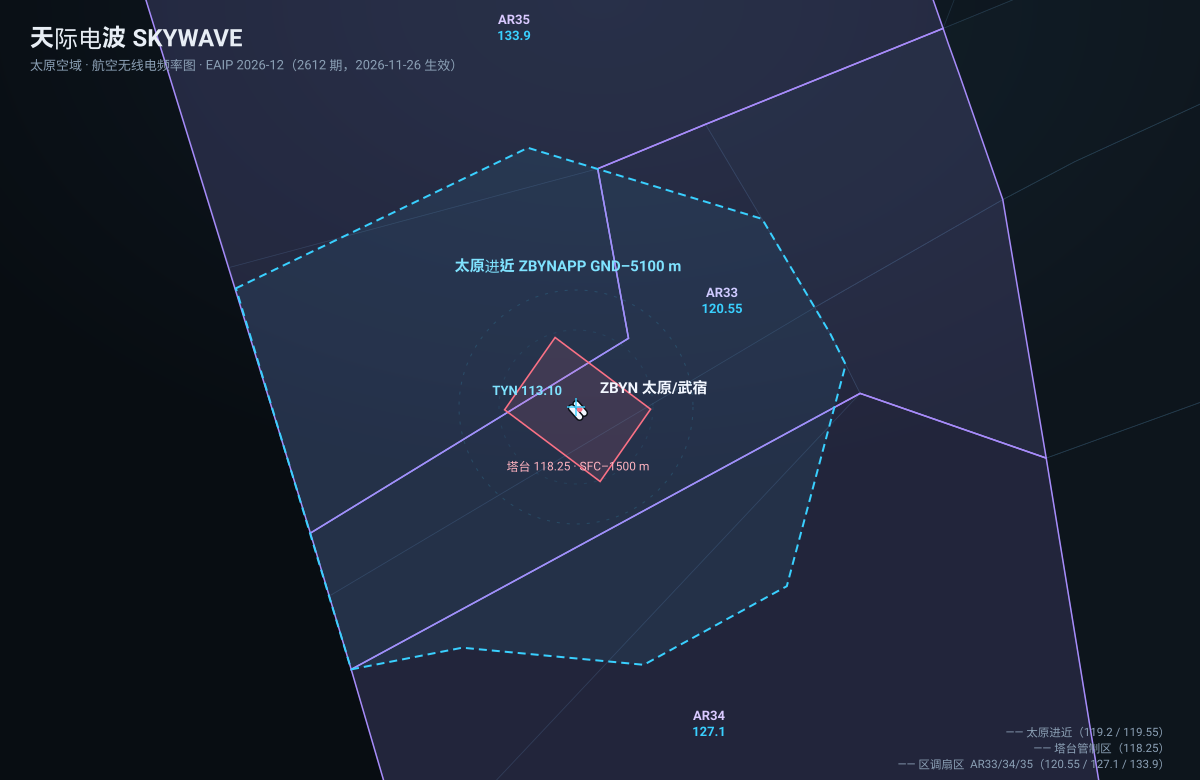 AR35
133.9
天际电波 SKYWAVE
太原空域 · 航空无线电频率图 · EAIP 2026-12（2612 期，2026-11-26 生效）
太原进近 ZBYNAPP GND–5100 m
AR33
120.55
TYN 113.10
ZBYN 太原/武宿
塔台 118.25 · SFC–1500 m
AR34
127.1
—— 太原进近（119.2 / 119.55）
—— 塔台管制区（118.25）
—— 区调扇区 AR33/34/35（120.55 / 127.1 / 133.9）